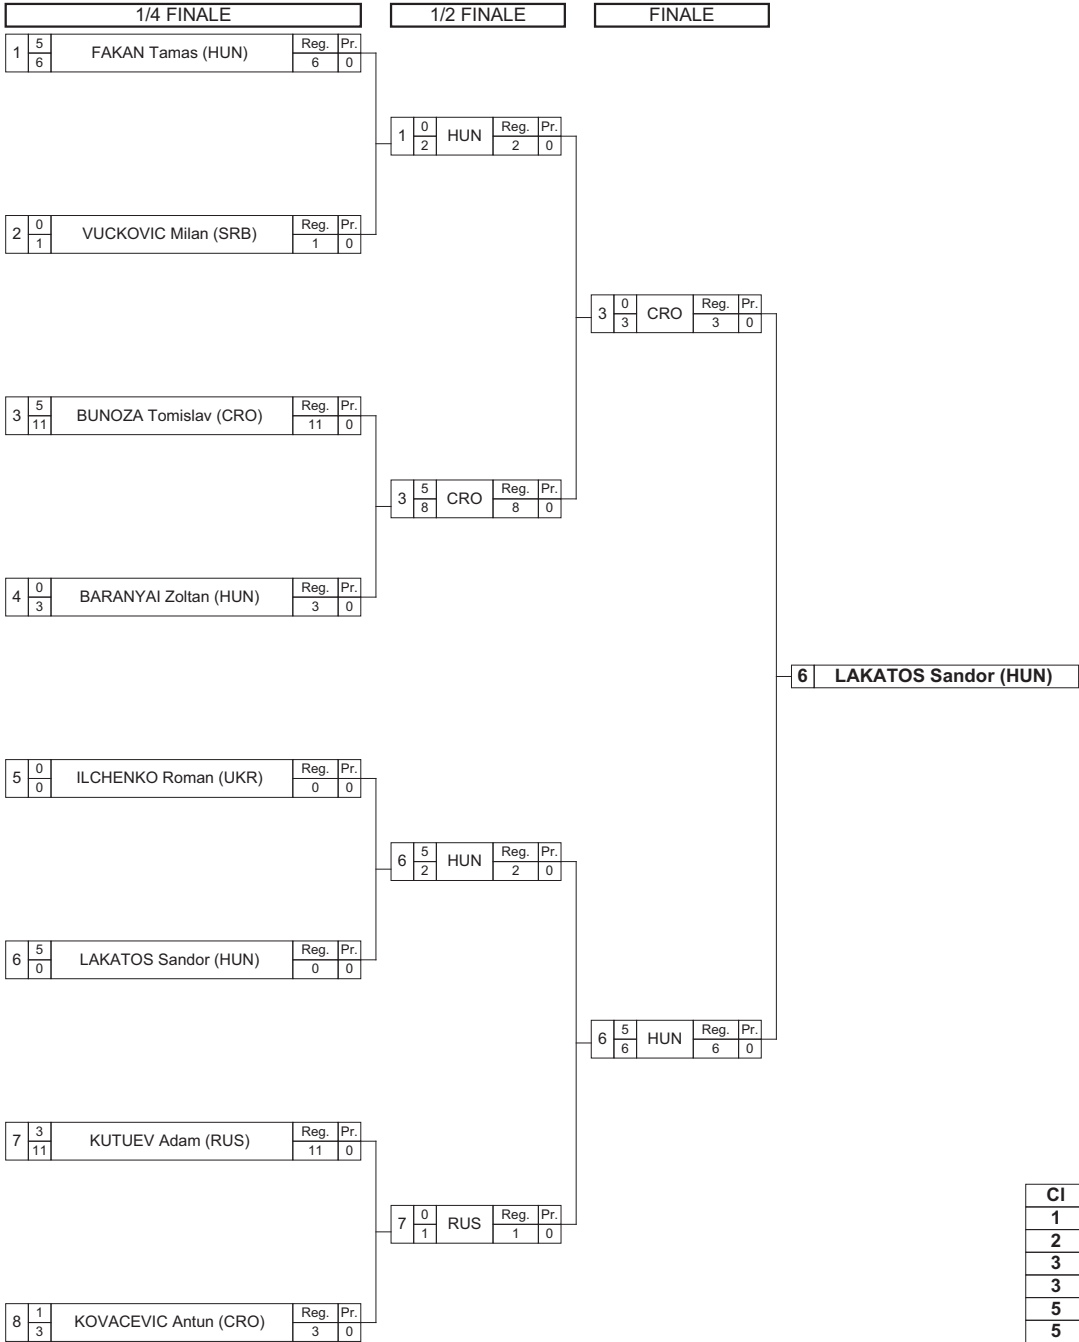 1/4 FINALE 1/2 FINALE FINALE
1 5 6 FAKAN Tamas (HUN) Reg. 6 Pr. 0
1 0 2 HUN Reg. 2 Pr. 0
2 0 1 VUCKOVIC Milan (SRB) Reg. 1 Pr. 0
3 0 3 CRO Reg. 3 Pr. 0
3 5 11 BUNOZA Tomislav (CRO) Reg. 11 Pr. 0
3 5 8 CRO Reg. 8 Pr. 0
4 0 3 BARANYAI Zoltan (HUN) Reg. 3 Pr. 0
6 LAKATOS Sandor (HUN)
5 0 0 ILCHENKO Roman (UKR) Reg. 0 Pr. 0
6 5 2 HUN Reg. 2 Pr. 0
6 5 0 LAKATOS Sandor (HUN) Reg. 0 Pr. 0
6 5 6 HUN Reg. 6 Pr. 0
7 3 11 KUTUEV Adam (RUS) Reg. 11 Pr. 0
7 0 1 RUS Reg. 1 Pr. 0
8 1 3 KOVACEVIC Antun (CRO) Reg. 3 Pr. 0
Cl
1
2
3
3
5
5